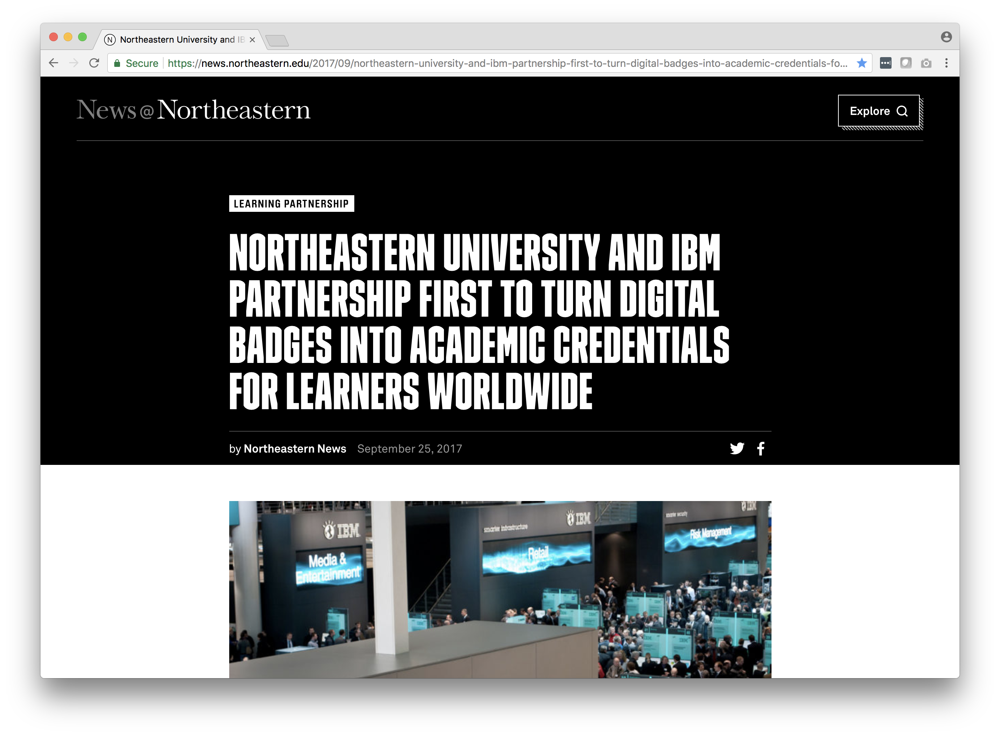 Northeastern University and IB
Secure
https://news.northeastern.edu/2017/09/northeastern-university-and-ibm-partnership-first-to-turn-digital-badges-into-academic-credentials-fo...
News@Northeastern
Explore
LEARNING PARTNERSHIP
NORTHEASTERN UNIVERSITY AND IBM
PARTNERSHIP FIRST TO TURN DIGITAL
BADGES INTO ACADEMIC CREDENTIALS
FOR LEARNERS WORLDWIDE
by Northeastern News September 25, 2017
IBM
Media &
Entertainment
smarter infrastructure
IBM
Retail
smarter security
IBM
Risk Management